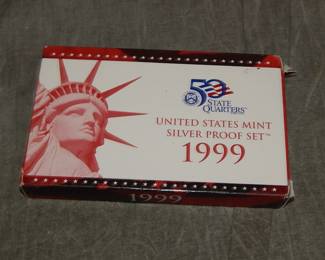 50
STATE
QUARTERS
UNITED STATES MINT
SILVER PROOF SET™
1999
1999